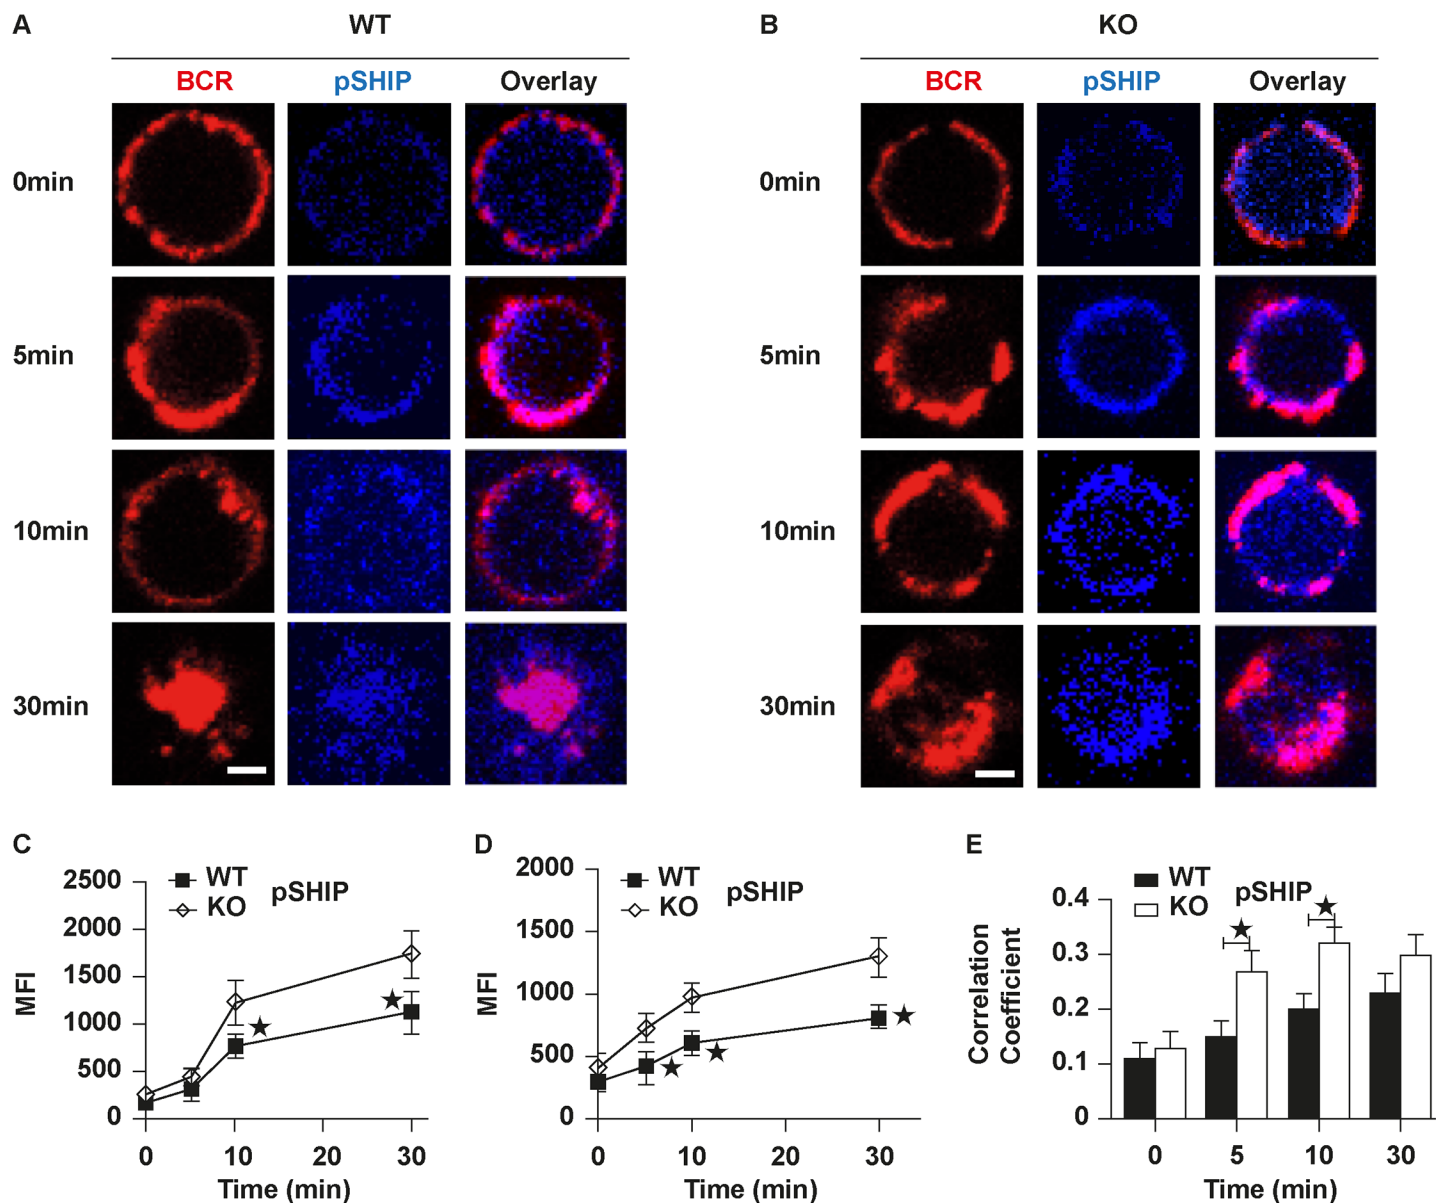 A
WT
BCR pSHIP Overlay
0min
5min
10min
30min
B
KO
BCR pSHIP Overlay
0min
5min
10min
30min
C
WT
KO
pSHIP
2500
2000
1500
1000
500
0
MFI
0 10 20 30
Time (min)
D
WT
KO
pSHIP
2000
1500
1000
500
0
MFI
0 10 20 30
Time (min)
E
WT
KO
pSHIP
0.4
0.3
0.2
0.1
0
Correlation
Coefficient
0 5 10 30
Time (min)